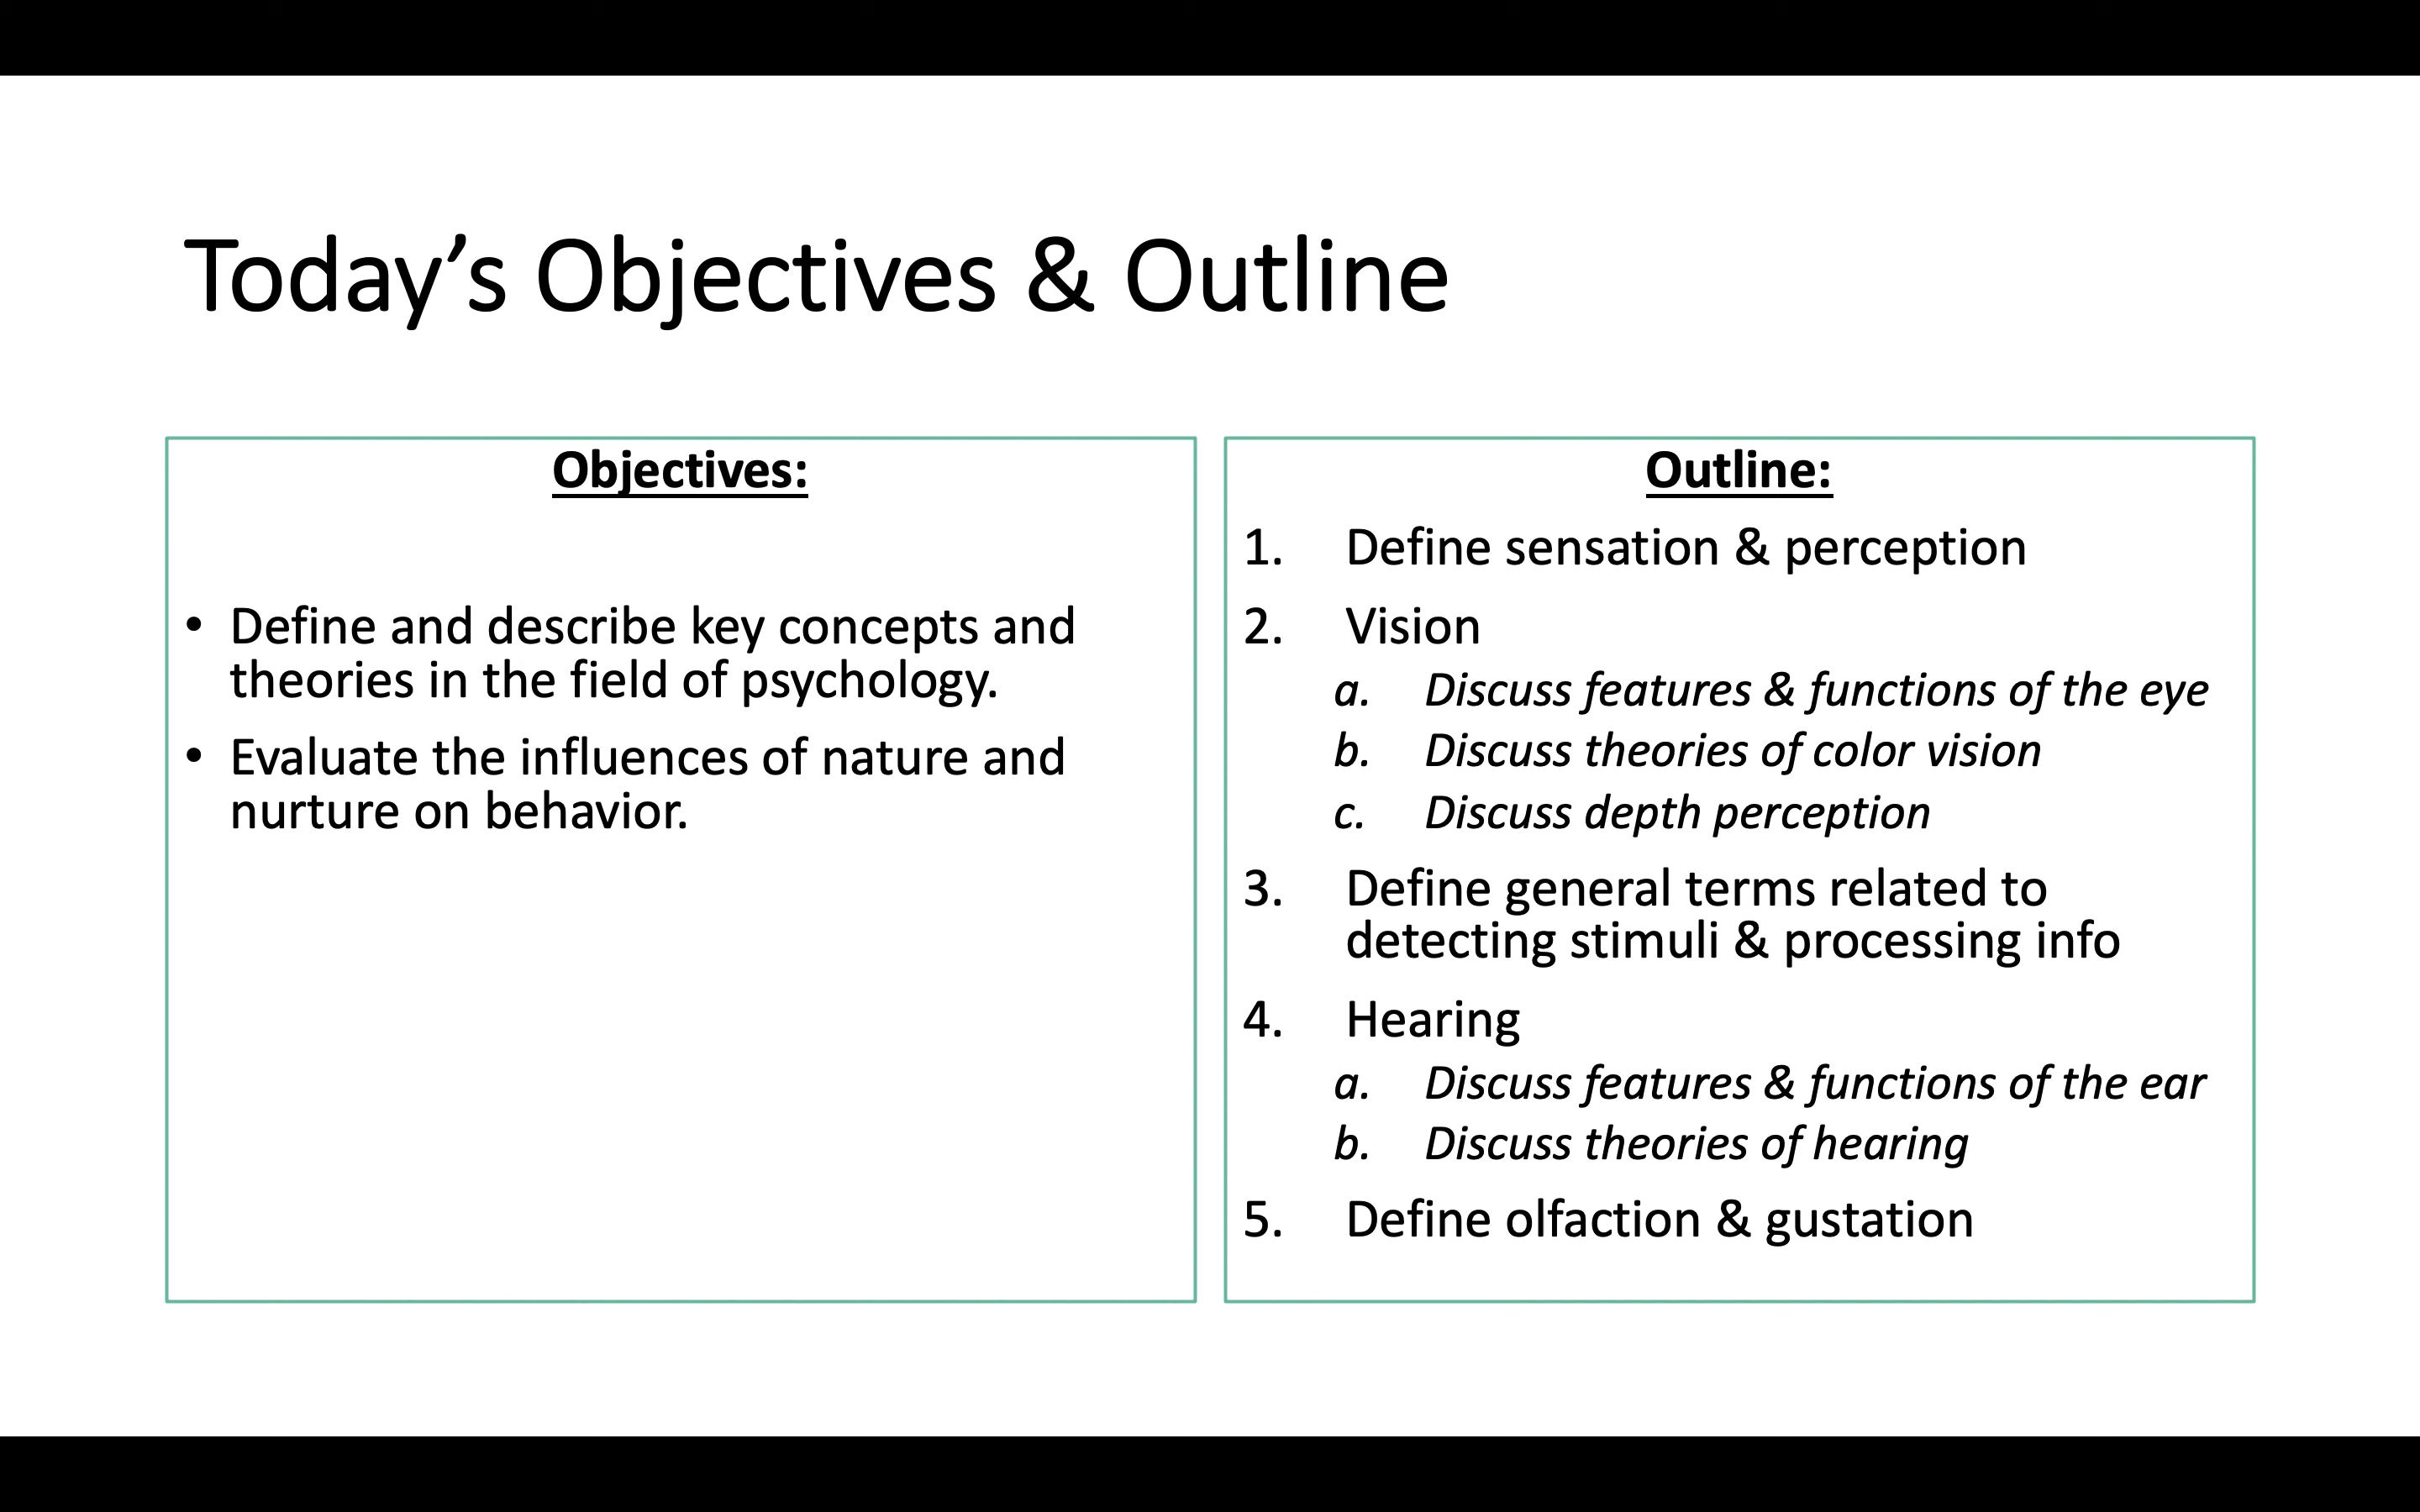 Today’s Objectives & Outline
Objectives:
• Define and describe key concepts and
theories in the field of psychology.
• Evaluate the influences of nature and
nurture on behavior.
Outline:
1. Define sensation & perception
2. Vision
a. Discuss features & functions of the eye
b. Discuss theories of color vision
c. Discuss depth perception
3. Define general terms related to
detecting stimuli & processing info
4. Hearing
a. Discuss features & functions of the ear
b. Discuss theories of hearing
5. Define olfaction & gustation